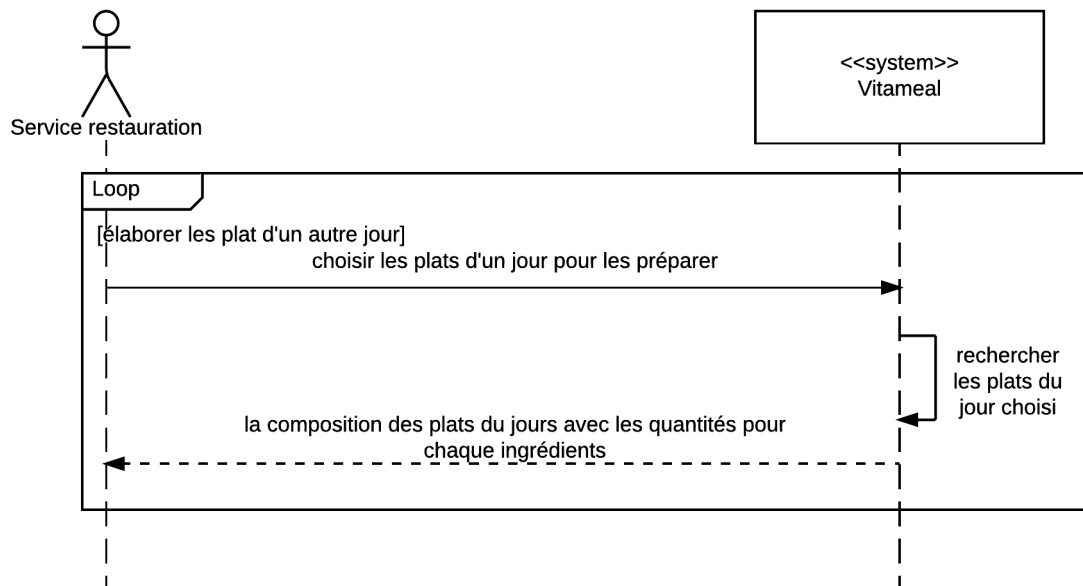 <<system>>
Vitameal
Service restauration
Loop
[élaborer les plat d'un autre jour]
choisir les plats d'un jour pour les préparer
rechercher
les plats du
jour choisi
la composition des plats du jours avec les quantités pour
chaque ingrédients